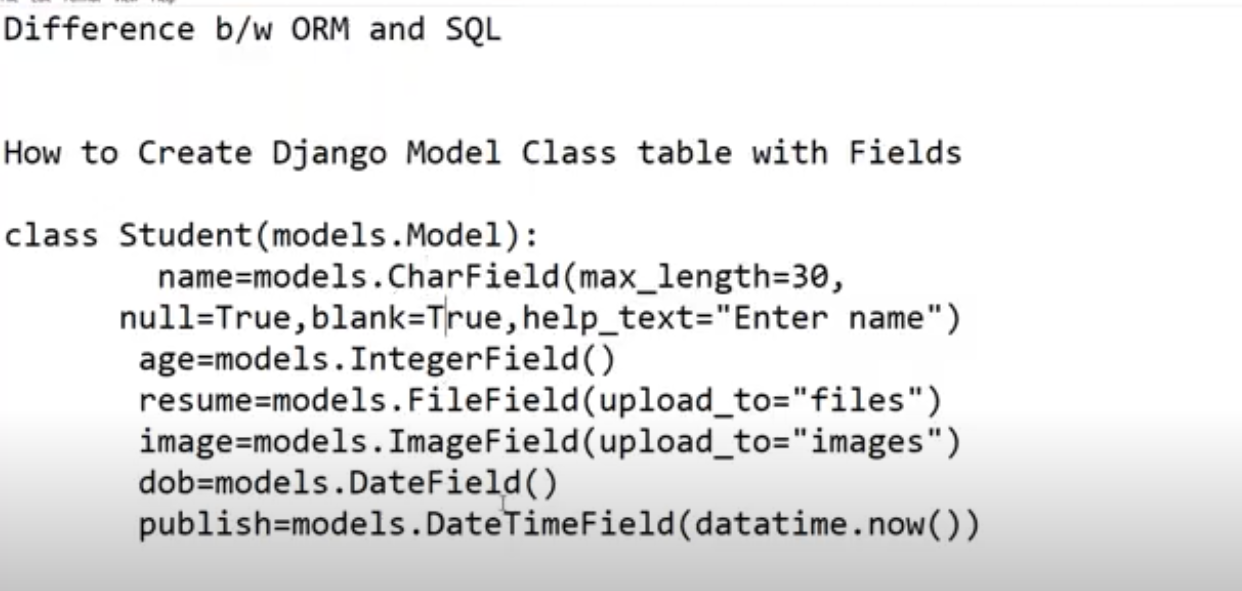 Difference b/w ORM and SQL
How to Create Django Model Class table with Fields
class Student(models.Model):
name=models.CharField(max_length=30,
null=True,blank=True,help_text="Enter name")
age=models.IntegerField()
resume=models.FileField(upload_to="files")
image=models.ImageField(upload_to="images")
dob=models.DateField()
publish=models.DateTimeField(datatime.now())